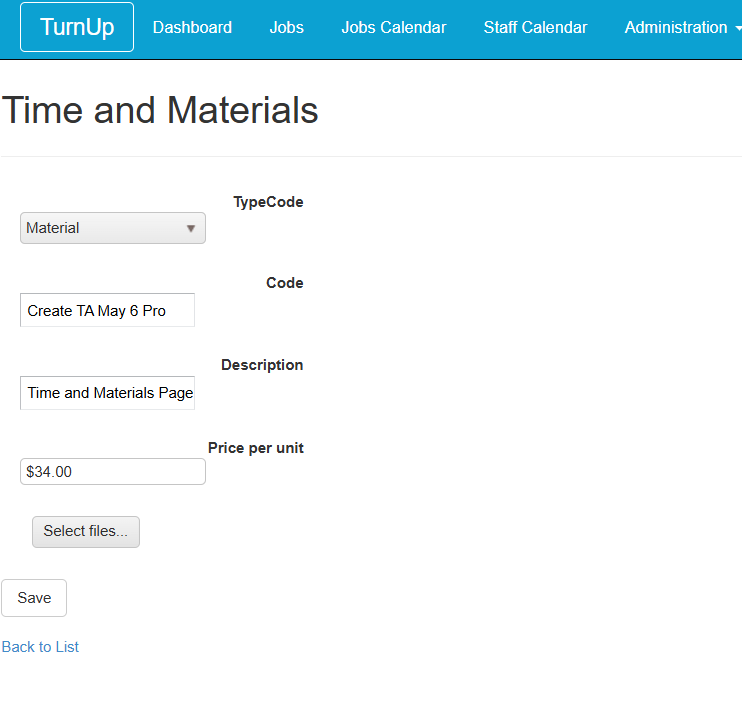 TurnUp Dashboard Jobs Jobs Calendar Staff Calendar Administration
Time and Materials
TypeCode
Material
Code
Create TA May 6 Pro
Description
Time and Materials Page
Price per unit
$34.00
Select files...
Save
Back to List